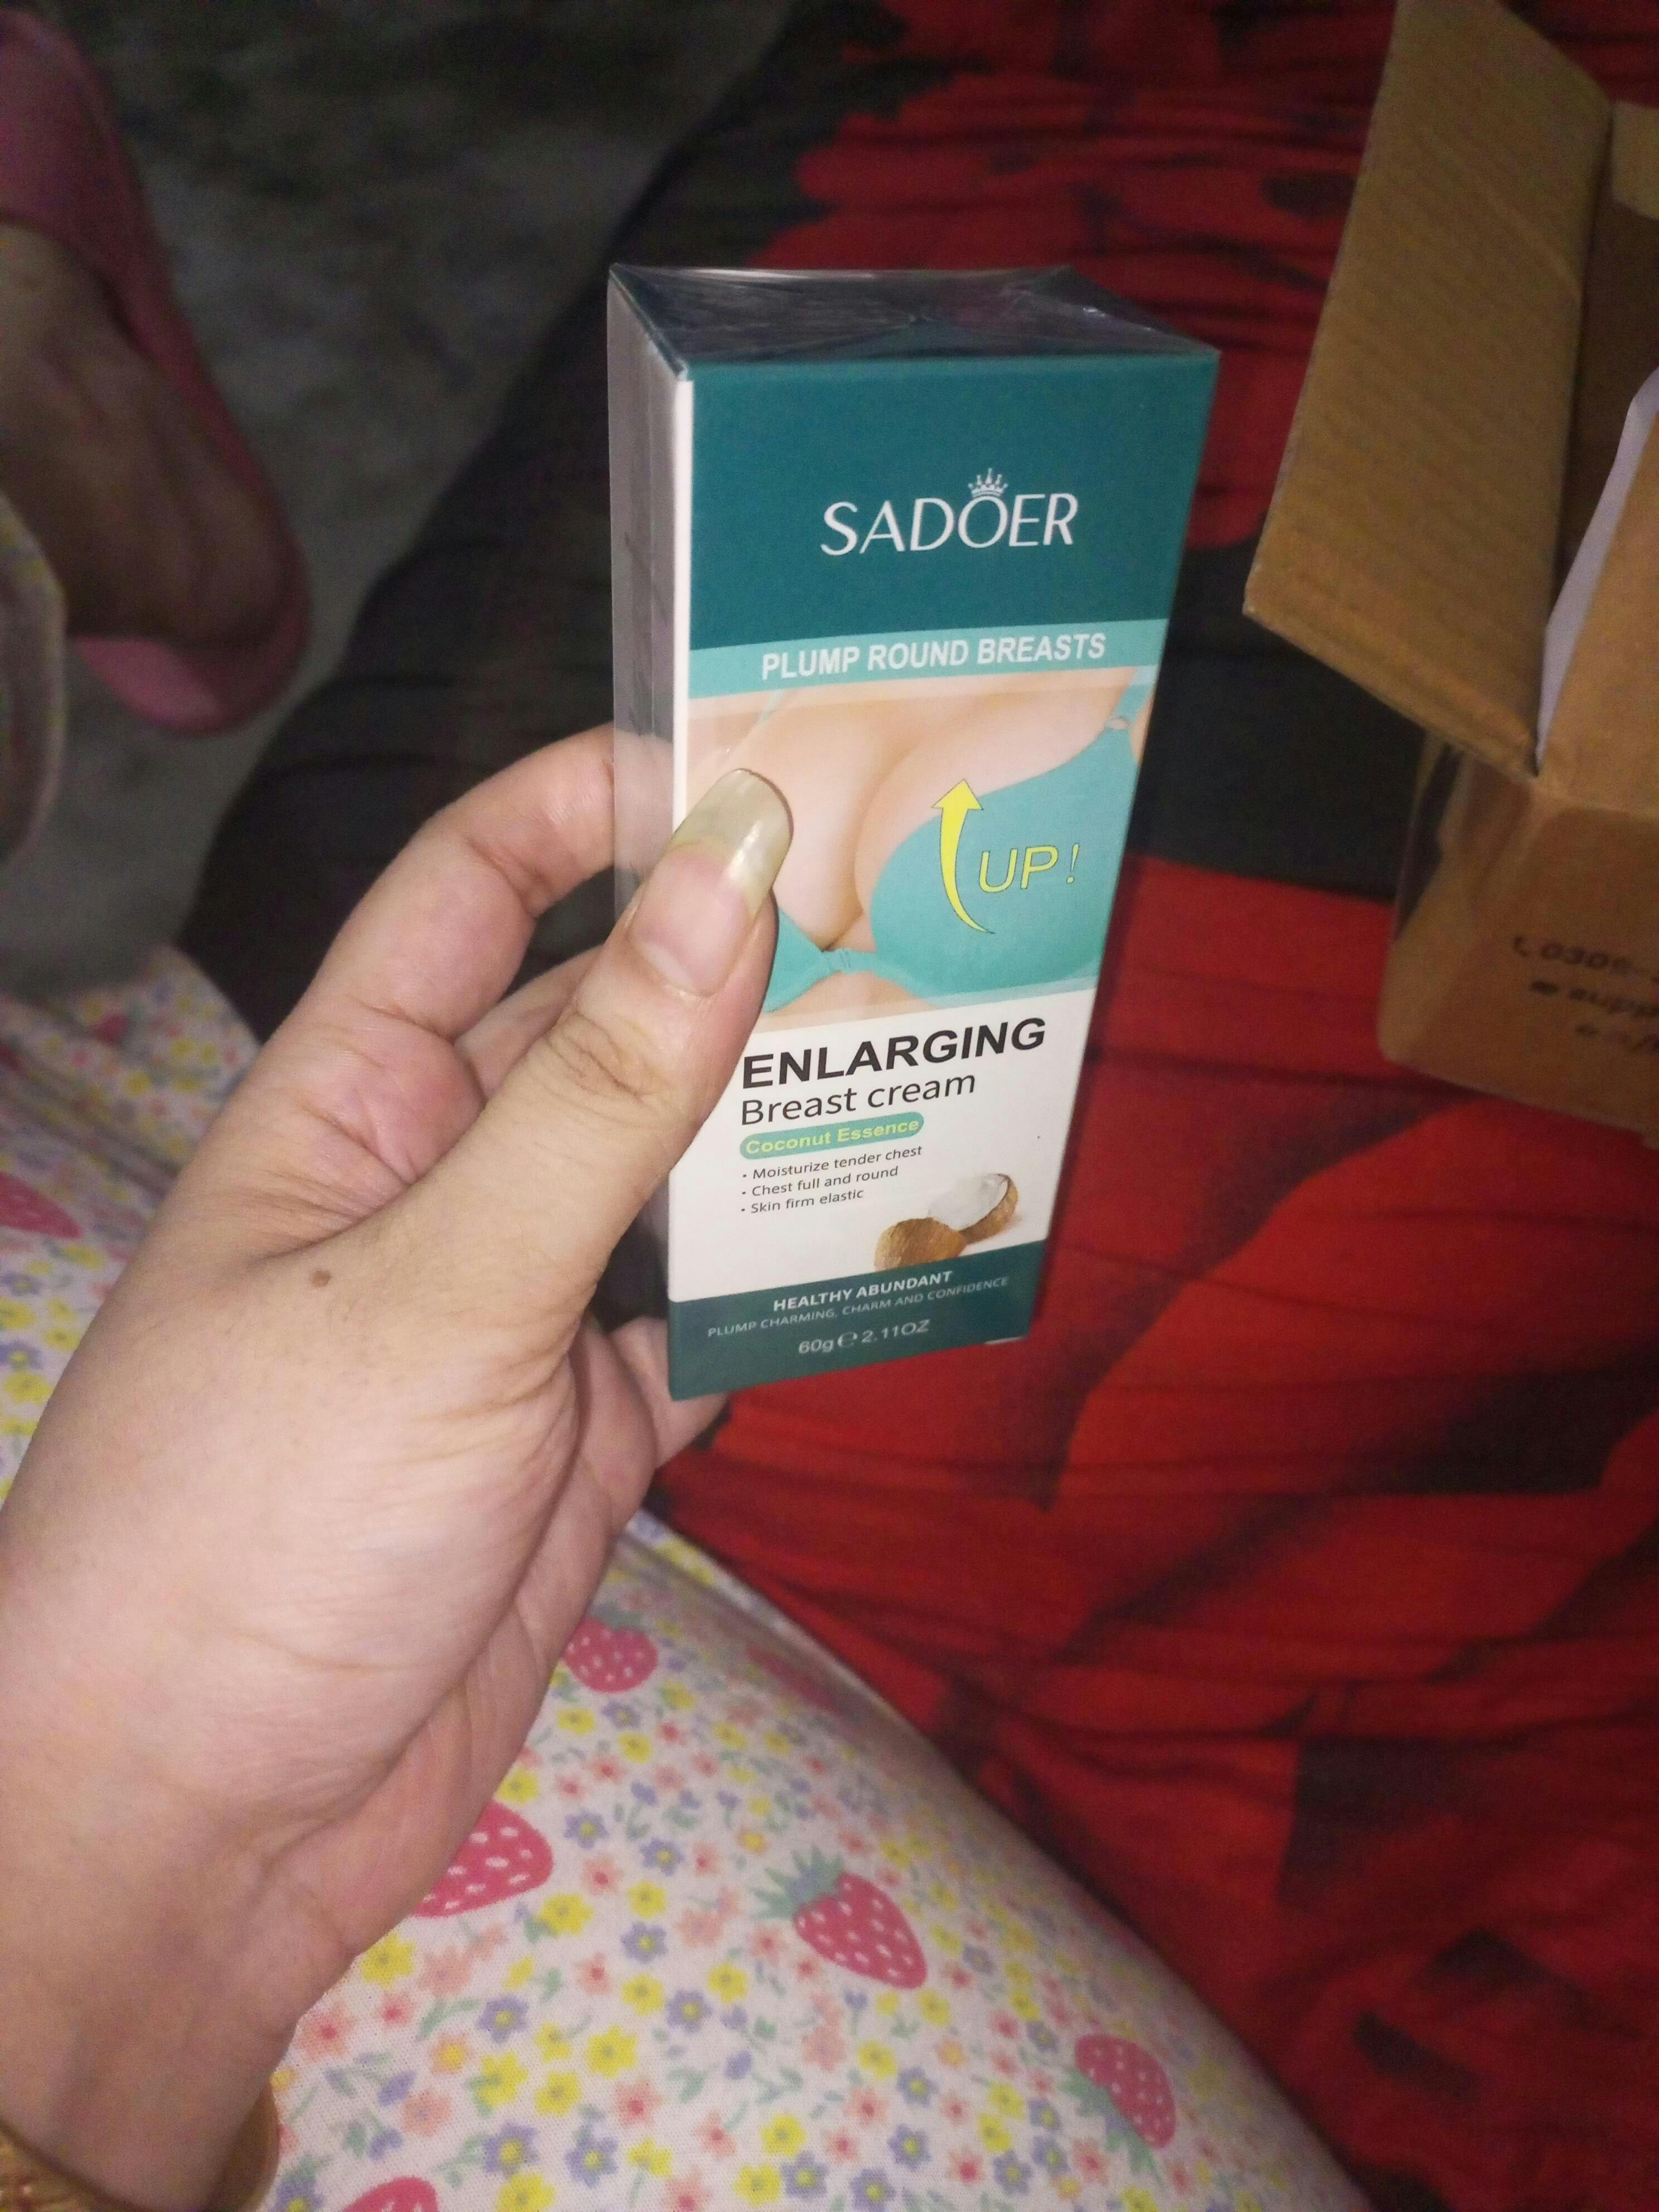 SADOER
PLUMP ROUND BREASTS
UP!
ENLARGING
Breast cream
Coconut Essence
• Moisturize tender chest
• Chest full and round
• Skin firm elastic
HEALTHY ABUNDANT
PLUMP CHARMING, CHARM AND CONFIDENCE
60g ℮ 2.11OZ